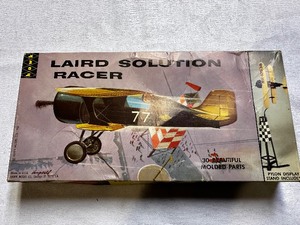 LAIRD SOLUTION
RACER
77
30 BEAUTIFUL
MOLDED PARTS
PYLON DISPLAY
STAND INCLUDED